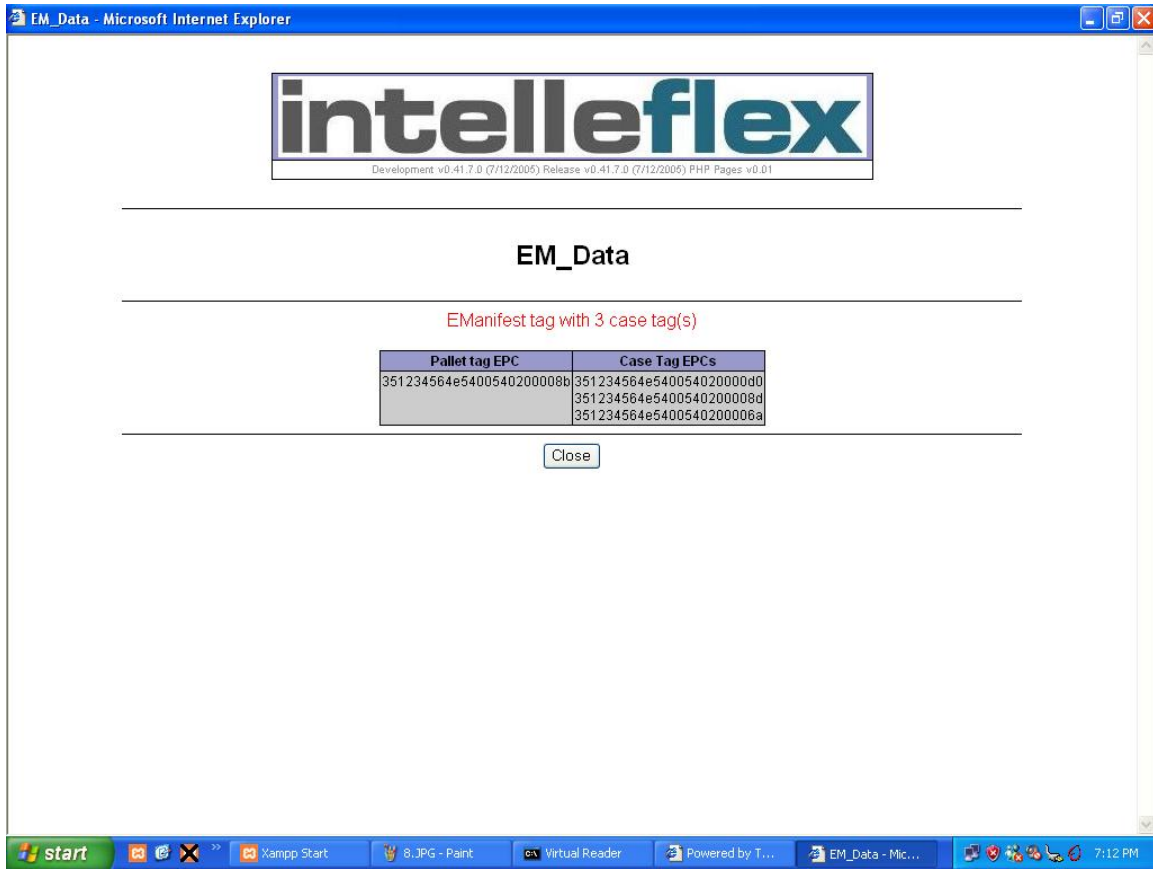 EM_Data - Microsoft Internet Explorer
intelleflex
Development v0.41.7.0 (7/12/2005) Release v0.41.7.0 (7/12/2005) PHP Pages v0.01
EM_Data
EManifest tag with 3 case tag(s)
Pallet tag EPC Case Tag EPCs
351234564e5400540200008b 351234564e540054020000d0
351234564e5400540200008d
351234564e5400540200006a
Close
start Xampp Start 8.JPG - Paint Virtual Reader Powered by T... EM_Data - Mic... 7:12 PM